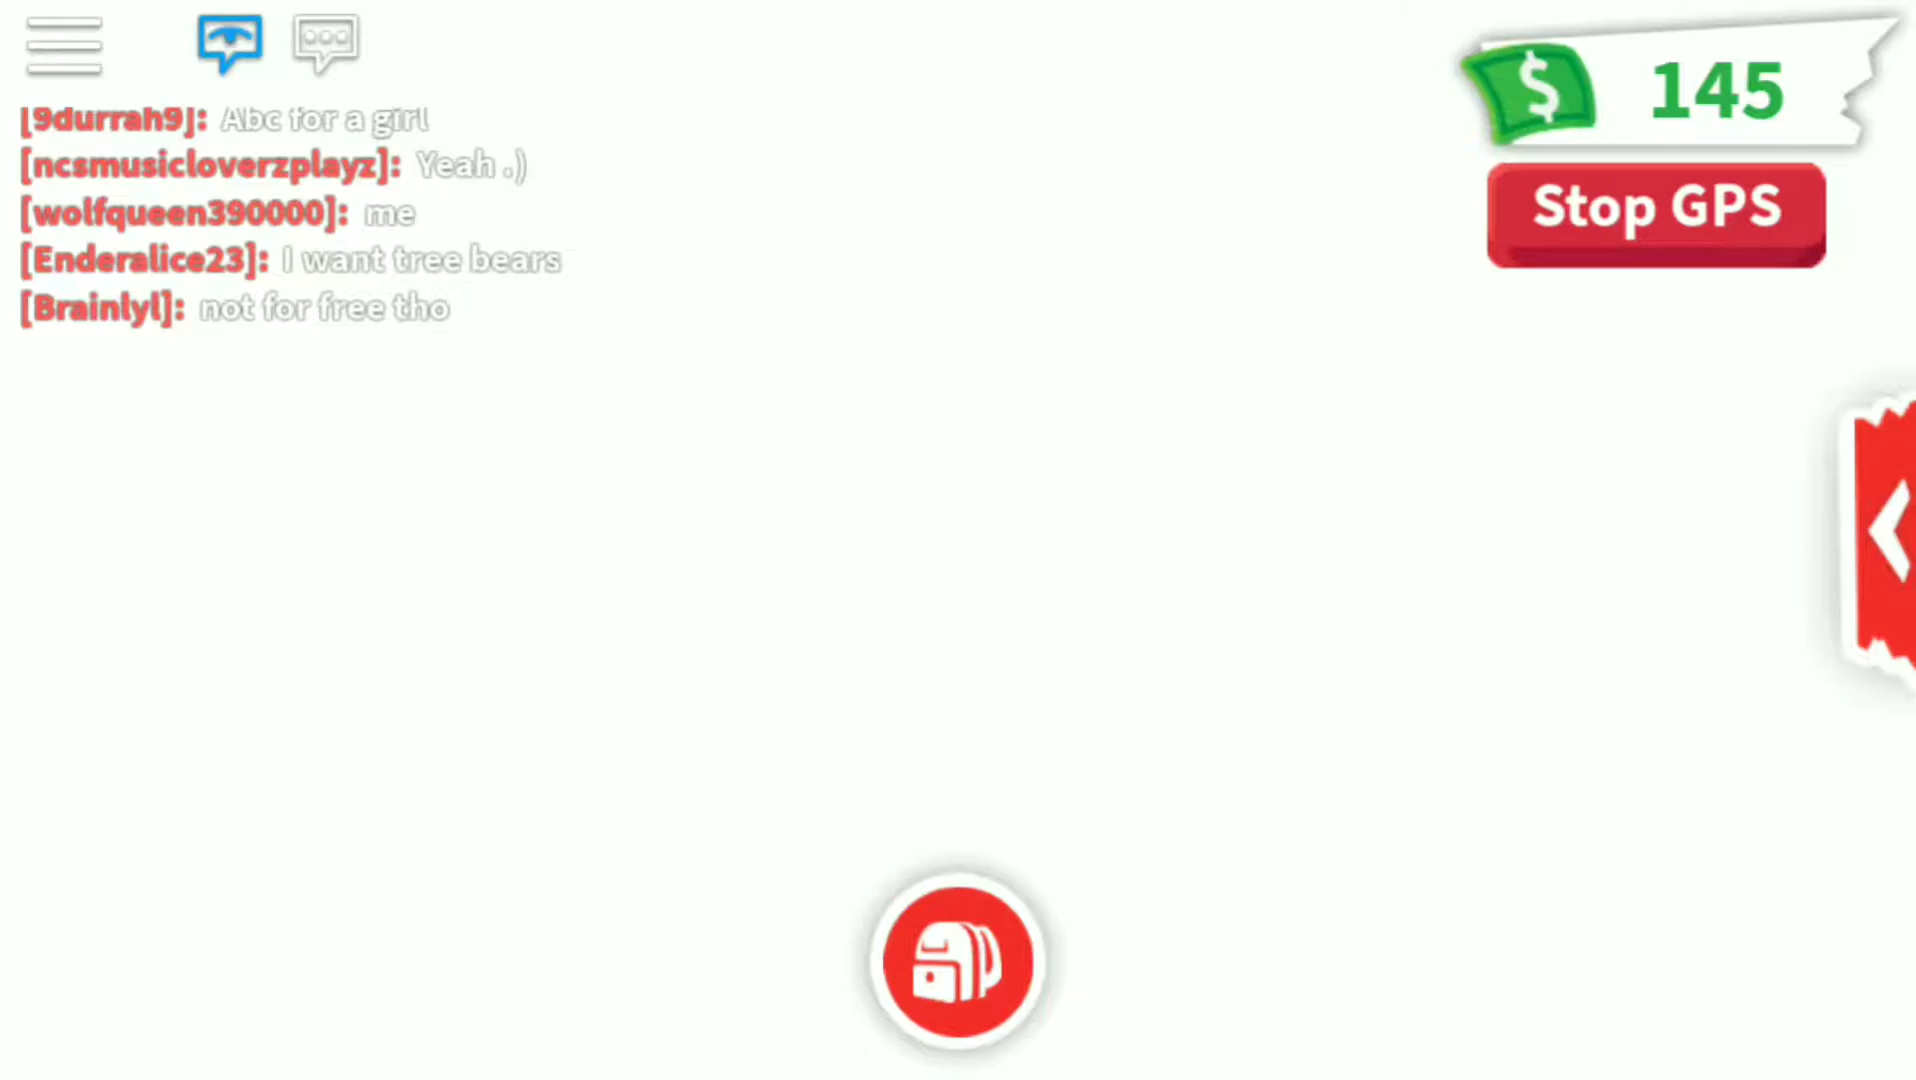 [9durrah9]: Abc for a girl
[ncsmusicloverzplayz]: Yeah .)
[wolfqueen390000]: me
[Enderalice23]: I want tree bears
[Brainlyl]: not for free tho
$ 145
Stop GPS